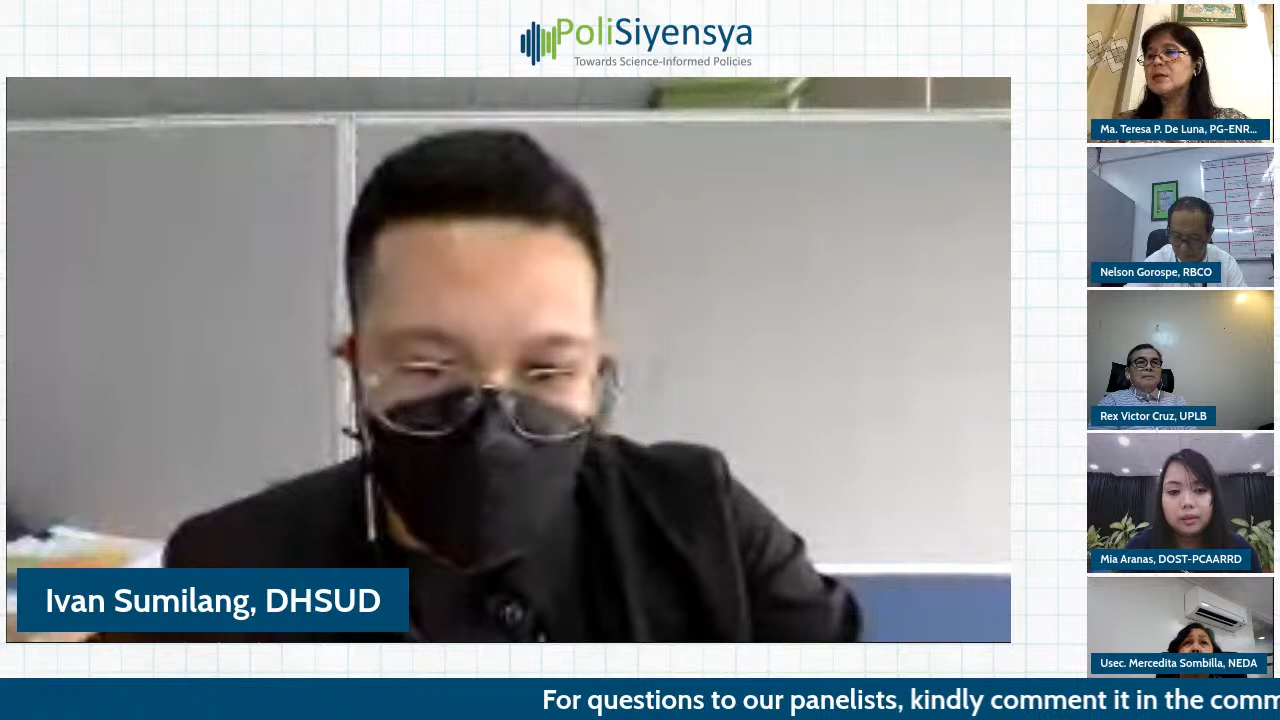 PoliSiyensya
Towards Science-Informed Policies
Ivan Sumilang, DHSUD
Ma. Teresa P. De Luna, PG-ENR...
Nelson Gorospe, RBCO
Rex Victor Cruz, UPLB
Mia Aranas, DOST-PCAARRD
Usec. Mercedita Sombilla, NEDA
For questions to our panelists, kindly comment it in the comm